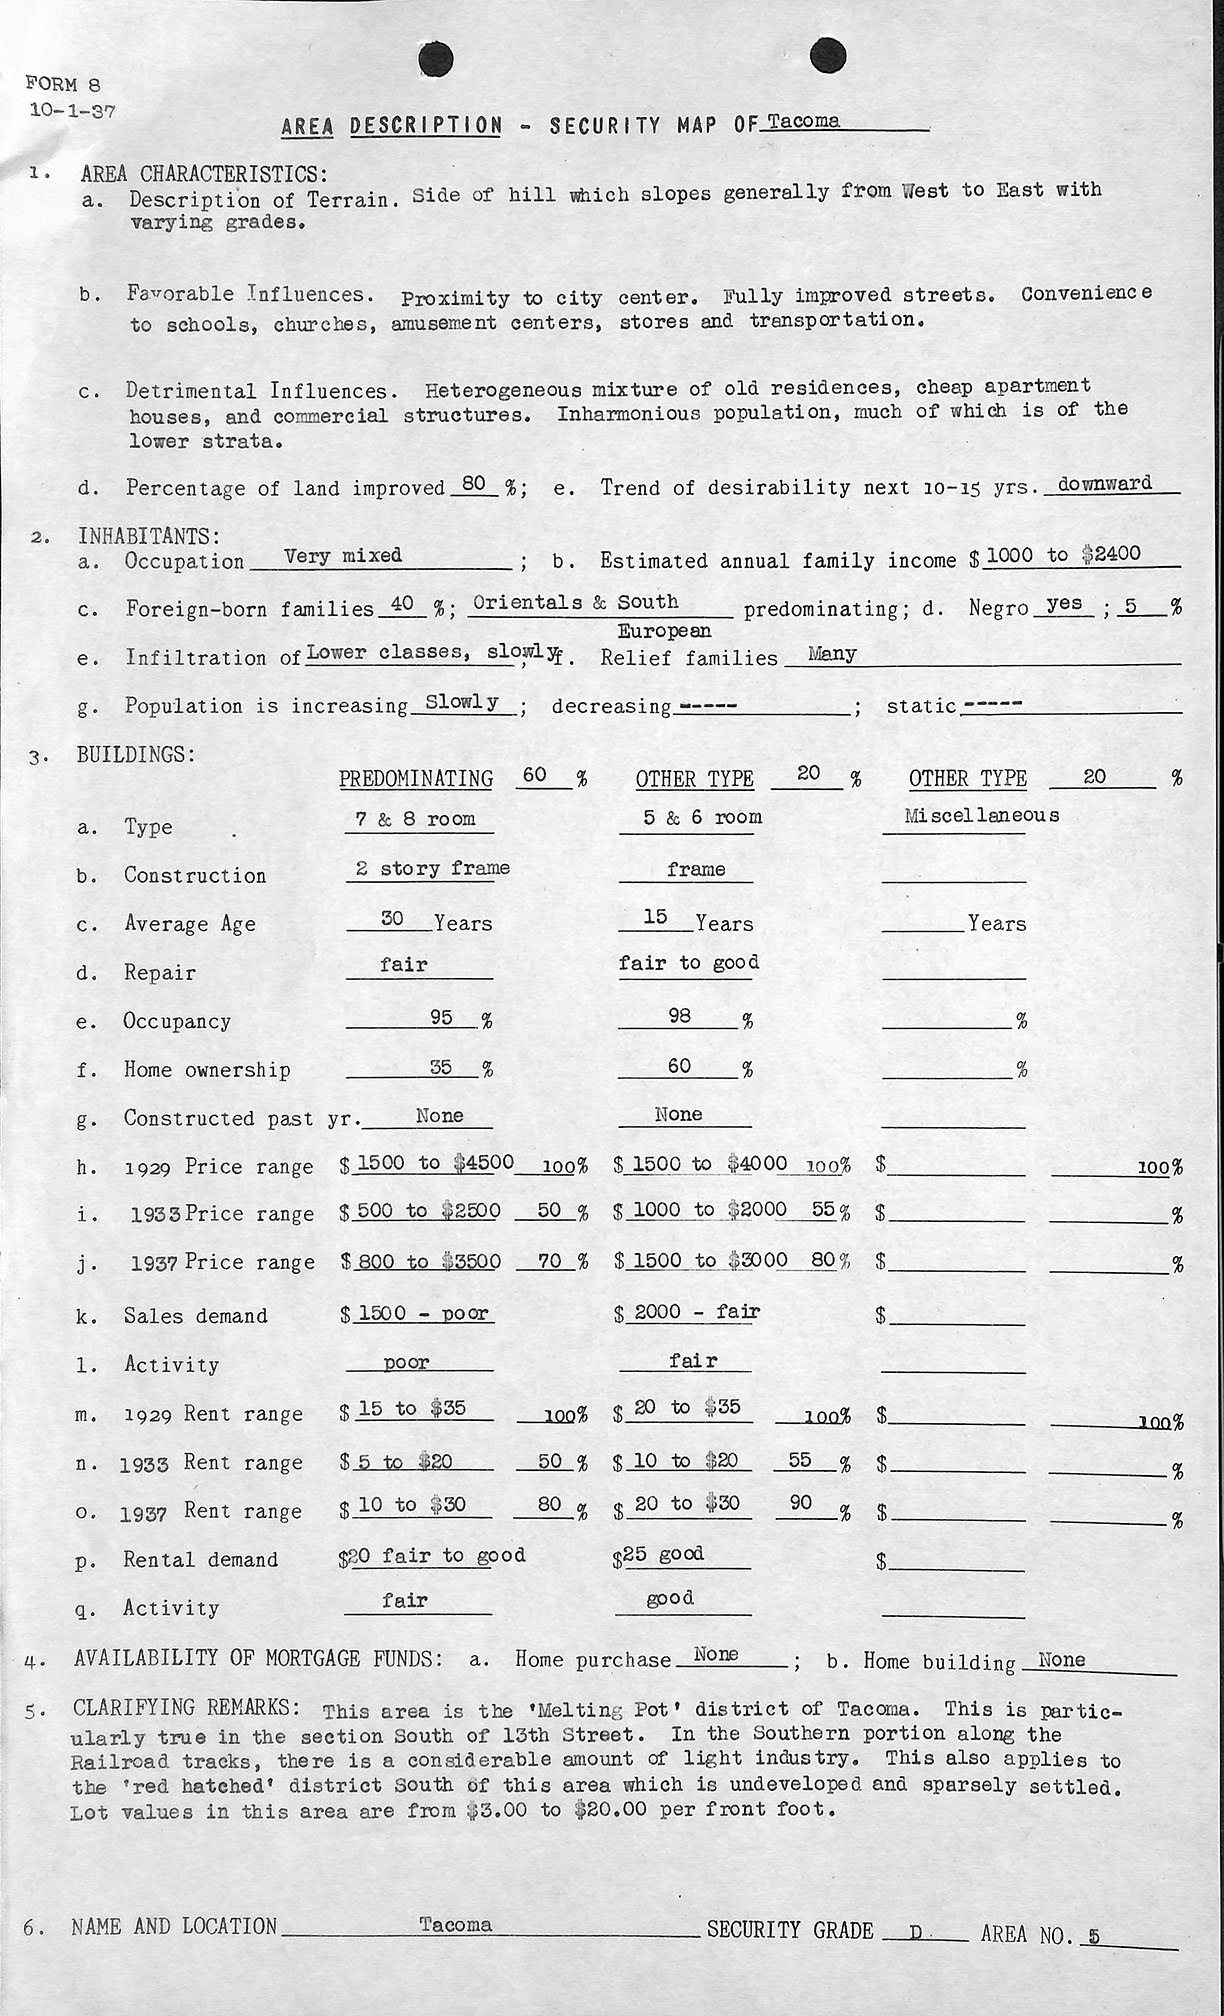 FORM 8
10-1-37
AREA DESCRIPTION - SECURITY MAP OF Tacoma
1. AREA CHARACTERISTICS:
a. Description of Terrain. Side of hill which slopes generally from West to East with
varying grades.
b. Favorable Influences. Proximity to city center. Fully improved streets. Convenience
to schools, churches, amusement centers, stores and transportation.
c. Detrimental Influences. Heterogeneous mixture of old residences, cheap apartment
houses, and commercial structures. Inharmonious population, much of which is of the
lower strata.
d. Percentage of land improved 80 %; e. Trend of desirability next 10-15 yrs. downward
2. INHABITANTS:
a. Occupation Very mixed ; b. Estimated annual family income $ 1000 to $2400
c. Foreign-born families 40 %; Orientals & South predominating; d. Negro yes ; 5 %
European
e. Infiltration of Lower classes, slowly; f. Relief families Many
g. Population is increasing Slowly ; decreasing ----- ; static -----
3. BUILDINGS:
PREDOMINATING 60 % OTHER TYPE 20 % OTHER TYPE 20 %
a. Type 7 & 8 room 5 & 6 room Miscellaneous
b. Construction 2 story frame frame
c. Average Age 30 Years 15 Years Years
d. Repair fair fair to good
e. Occupancy 95 % 98 % %
f. Home ownership 35 % 60 % %
g. Constructed past yr. None None
h. 1929 Price range $ 1500 to $4500 100% $ 1500 to $4000 100% $ 100%
i. 1933 Price range $ 500 to $2500 50 % $ 1000 to $2000 55 % $ %
j. 1937 Price range $ 800 to $3500 70 % $ 1500 to $3000 80 % $ %
k. Sales demand $ 1500 - poor $ 2000 - fair $
l. Activity poor fair
m. 1929 Rent range $ 15 to $35 100% $ 20 to $35 100% $ 100%
n. 1933 Rent range $ 5 to $20 50 % $ 10 to $20 55 % $ %
o. 1937 Rent range $ 10 to $30 80 % $ 20 to $30 90 % $ %
p. Rental demand $20 fair to good $25 good $
q. Activity fair good
4. AVAILABILITY OF MORTGAGE FUNDS: a. Home purchase None ; b. Home building None
5. CLARIFYING REMARKS: This area is the 'Melting Pot' district of Tacoma. This is partic-
ularly true in the section South of 13th Street. In the Southern portion along the
Railroad tracks, there is a considerable amount of light industry. This also applies to
the 'red hatched' district South of this area which is undeveloped and sparsely settled.
Lot values in this area are from $3.00 to $20.00 per front foot.
6. NAME AND LOCATION Tacoma SECURITY GRADE D AREA NO. 5